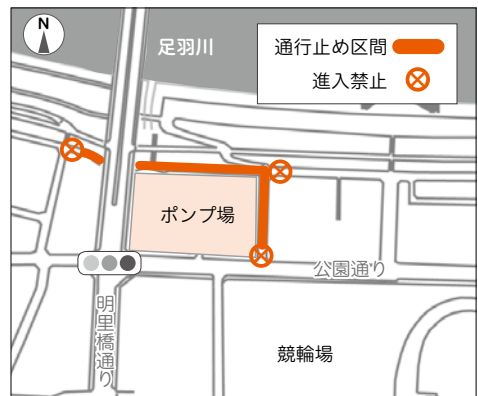 N
足羽川
通行止め区間
進入禁止
ポンプ場
公園通り
明里橋通り
競輪場